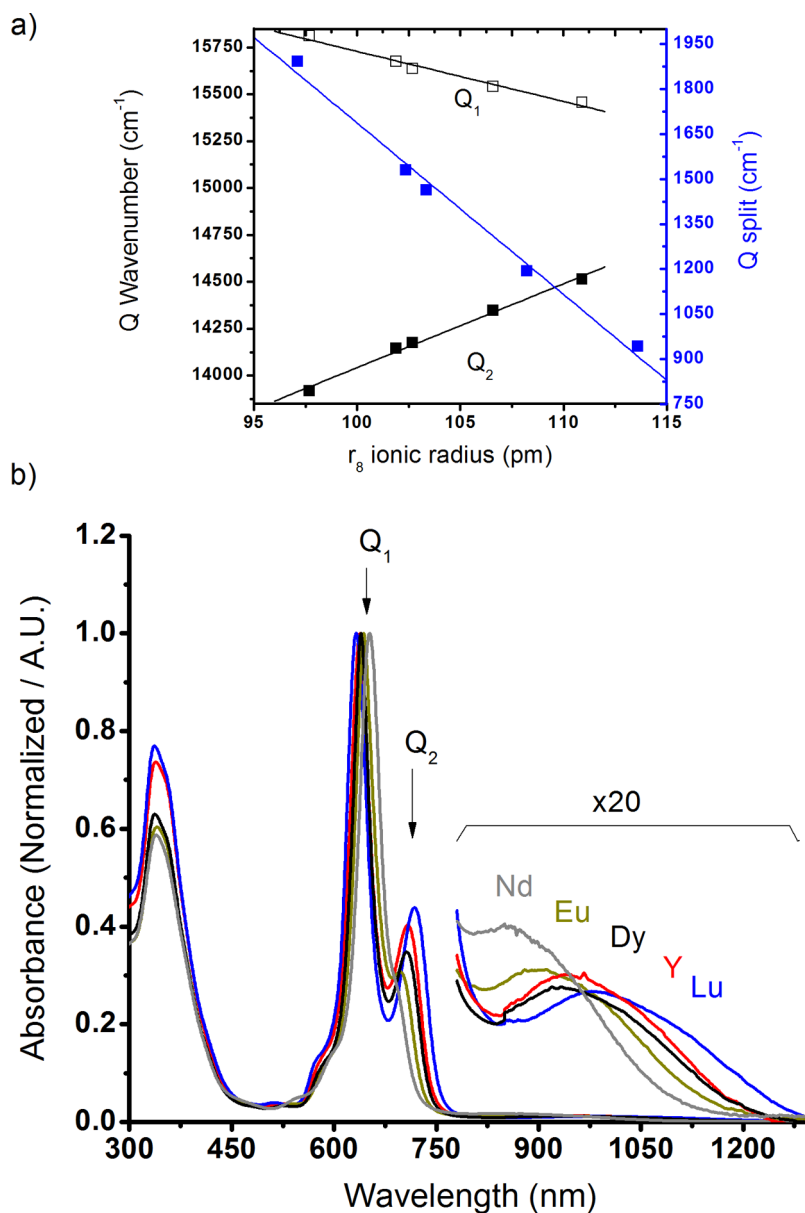 a)
Q Wavenumber (cm⁻¹)
15750
15500
15250
15000
14750
14500
14250
14000
Q₁
Q₂
1950
1800
1650
1500
1350
1200
1050
900
750
Q split (cm⁻¹)
95 100 105 110 115
r₈ ionic radius (pm)
b)
Absorbance (Normalized / A.U.)
1.2
1.0
0.8
0.6
0.4
0.2
0.0
Q₁
Q₂
x20
Nd
Eu
Dy
Y
Lu
300 450 600 750 900 1050 1200
Wavelength (nm)